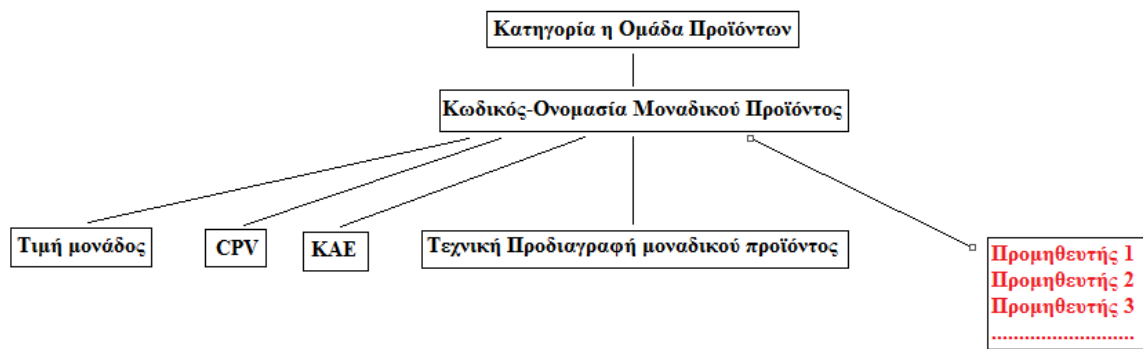 Κατηγορία η Ομάδα Προϊόντων
Κωδικός-Ονομασία Μοναδικού Προϊόντος
Τιμή μονάδος
CPV
ΚΑΕ
Τεχνική Προδιαγραφή μοναδικού προϊόντος
Προμηθευτής 1
Προμηθευτής 2
Προμηθευτής 3
..........................